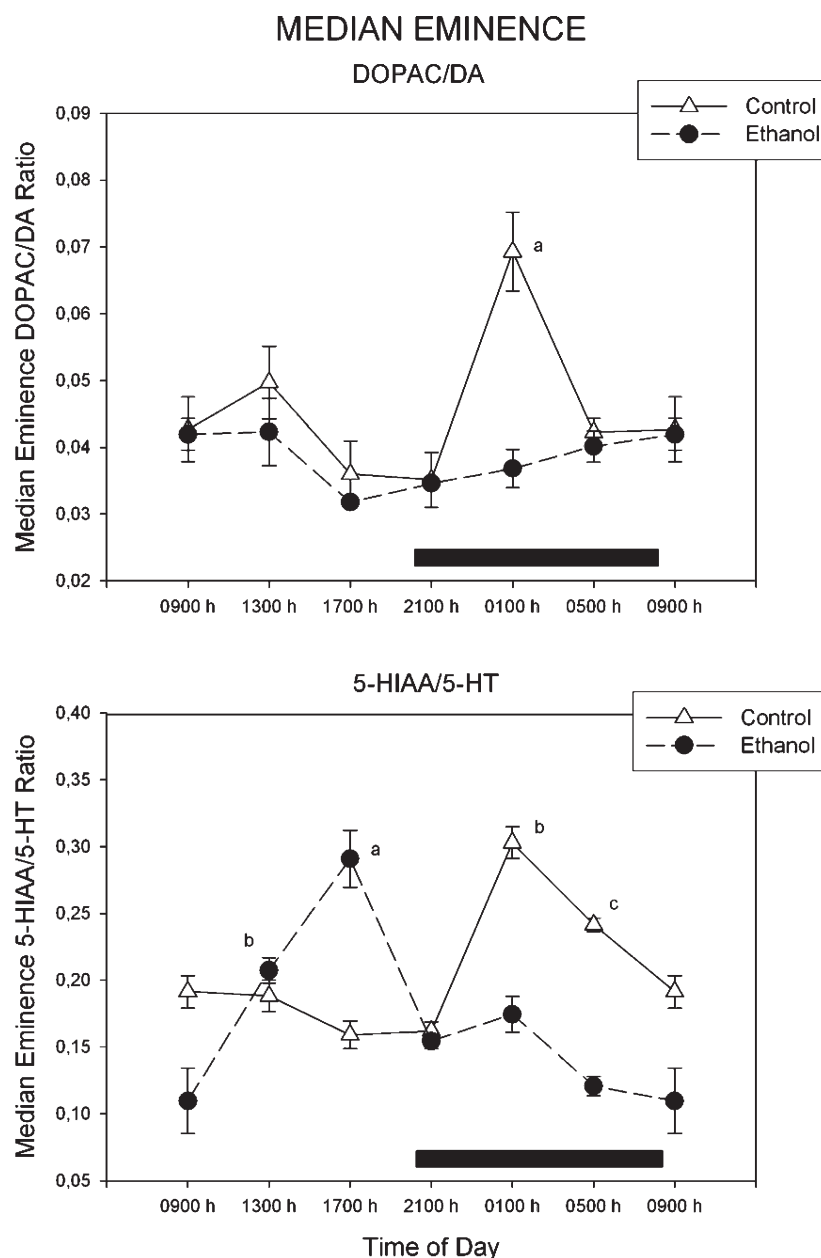 MEDIAN EMINENCE
DOPAC/DA
Control
Ethanol
Median Eminence DOPAC/DA Ratio
0,09
0,08
0,07
0,06
0,05
0,04
0,03
0,02
a
0900 h 1300 h 1700 h 2100 h 0100 h 0500 h 0900 h
5-HIAA/5-HT
Control
Ethanol
Median Eminence 5-HIAA/5-HT Ratio
0,40
0,35
0,30
0,25
0,20
0,15
0,10
0,05
b
a
b
c
0900 h 1300 h 1700 h 2100 h 0100 h 0500 h 0900 h
Time of Day